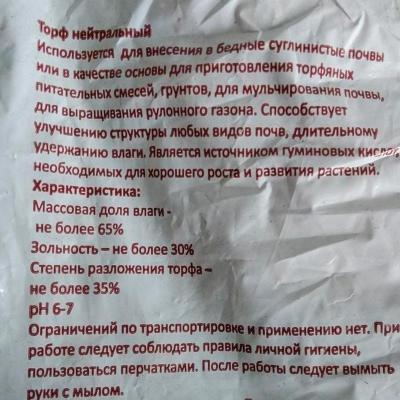 Торф нейтральный
Используется для внесения в бедные суглинистые почвы
или в качестве основы для приготовления торфяных
питательных смесей, грунтов, для мульчирования почвы,
для выращивания рулонного газона. Способствует
улучшению структуры любых видов почв, длительному
удержанию влаги. Является источником гуминовых кислот,
необходимых для хорошего роста и развития растений.
Характеристика:
Массовая доля влаги -
не более 65%
Зольность – не более 30%
Степень разложения торфа –
не более 35%
рН 6-7
Ограничений по транспортировке и применению нет. При
работе следует соблюдать правила личной гигиены,
пользоваться перчатками. После работы следует вымыть
руки с мылом.